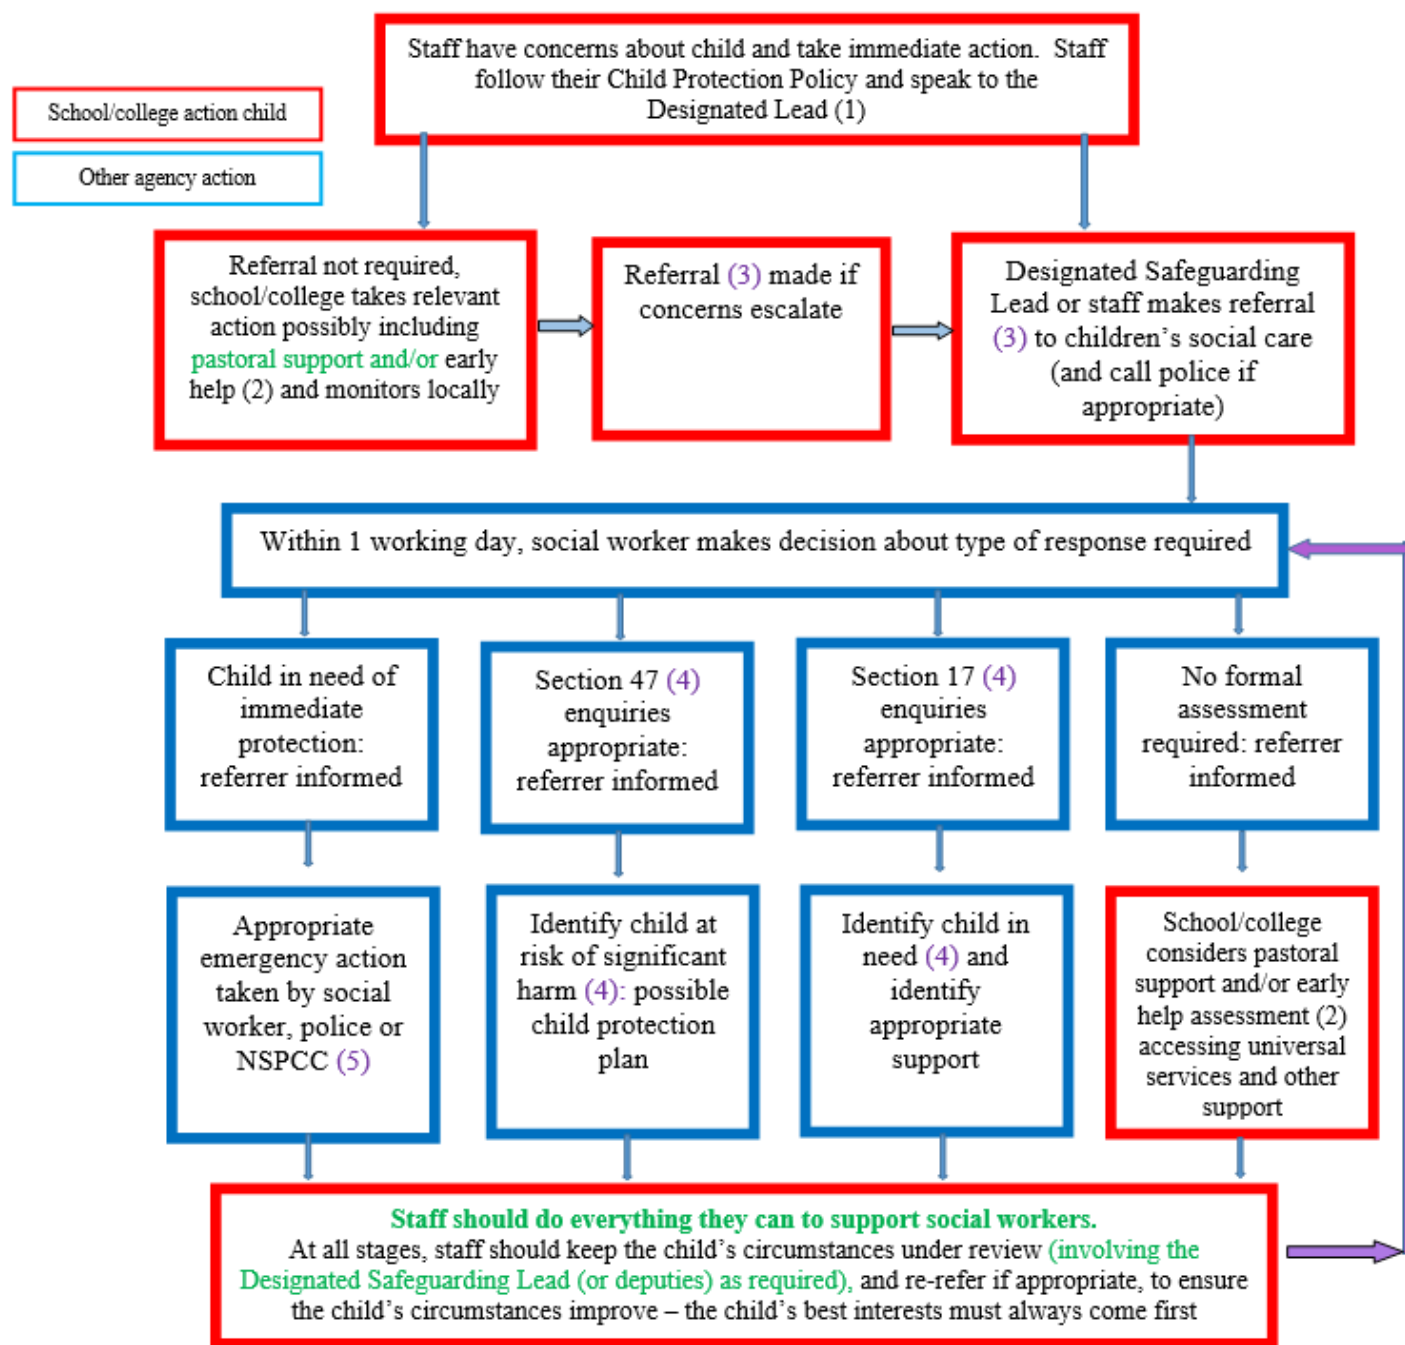 Staff have concerns about child and take immediate action.  Staff
follow their Child Protection Policy and speak to the
Designated Lead (1)
School/college action child
Other agency action
Referral not required,
school/college takes relevant
action possibly including
pastoral support and/or early
help (2) and monitors locally
Referral (3) made if
concerns escalate
Designated Safeguarding
Lead or staff makes referral
(3) to children’s social care
(and call police if
appropriate)
Within 1 working day, social worker makes decision about type of response required
Child in need of
immediate
protection:
referrer informed
Section 47 (4)
enquiries
appropriate:
referrer informed
Section 17 (4)
enquiries
appropriate:
referrer informed
No formal
assessment
required: referrer
informed
Appropriate
emergency action
taken by social
worker, police or
NSPCC (5)
Identify child at
risk of significant
harm (4): possible
child protection
plan
Identify child in
need (4) and
identify
appropriate
support
School/college
considers pastoral
support and/or early
help assessment (2)
accessing universal
services and other
support
Staff should do everything they can to support social workers.
At all stages, staff should keep the child’s circumstances under review (involving the
Designated Safeguarding Lead (or deputies) as required), and re-refer if appropriate, to ensure
the child’s circumstances improve – the child’s best interests must always come first